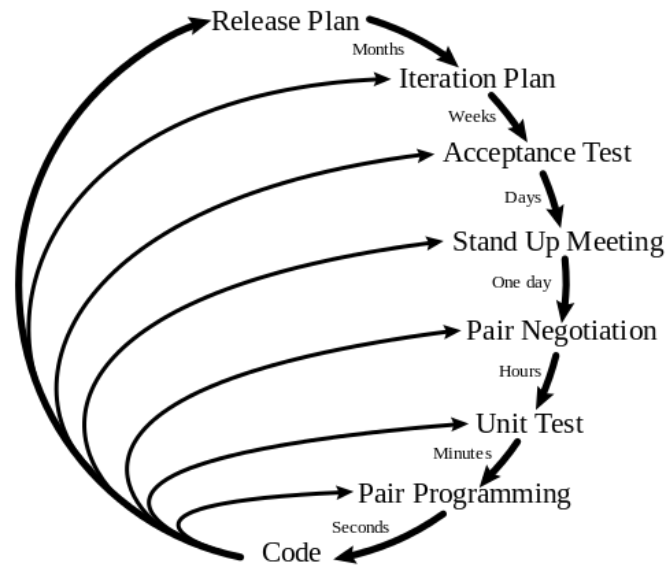 Release Plan
Months
Iteration Plan
Weeks
Acceptance Test
Days
Stand Up Meeting
One day
Pair Negotiation
Hours
Unit Test
Minutes
Pair Programming
Seconds
Code